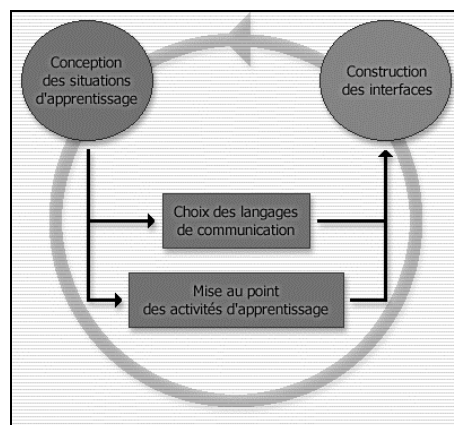 Conception
des situations
d'apprentissage
Construction
des interfaces
Choix des langages
de communication
Mise au point
des activités d'apprentissage